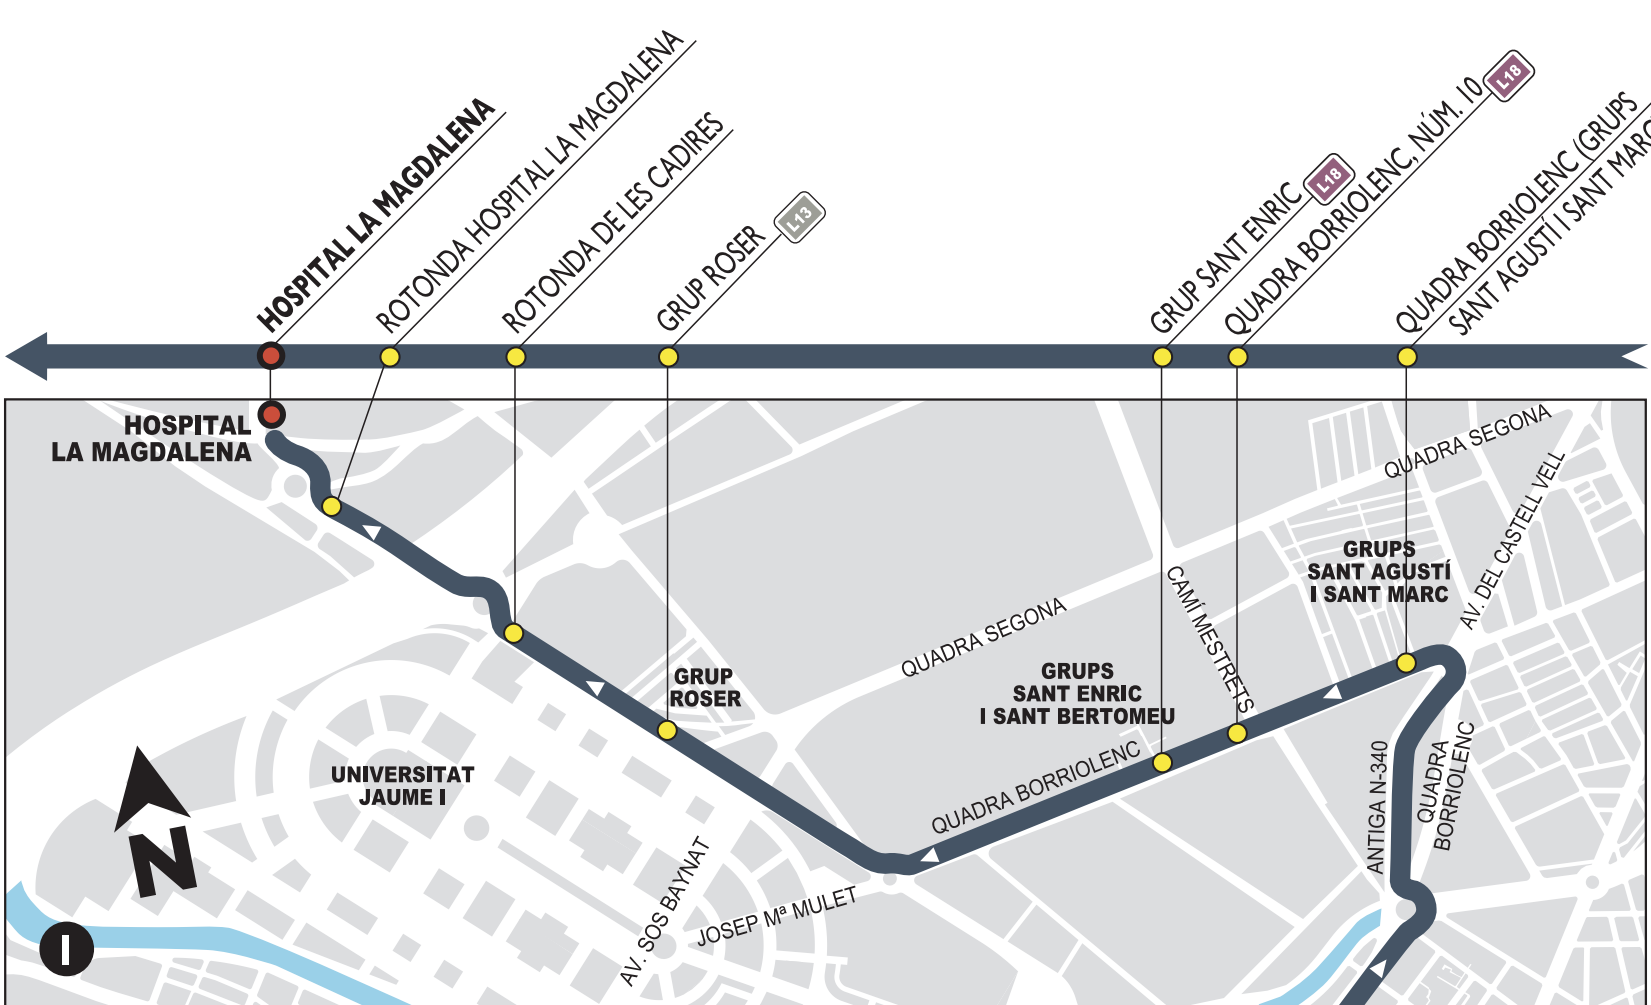 HOSPITAL LA MAGDALENA
ROTONDA HOSPITAL LA MAGDALENA
ROTONDA DE LES CADIRES
GRUP ROSER
L13
GRUP SANT ENRIC
L18
QUADRA BORRIOLENC, NÚM. 10
L18
QUADRA BORRIOLENC (GRUPS
SANT AGUSTÍ I SANT MARC
HOSPITAL
LA MAGDALENA
QUADRA SEGONA
AV. DEL CASTELL VELL
GRUPS
SANT AGUSTÍ
I SANT MARC
CAMÍ MESTRETS
QUADRA SEGONA
GRUP
ROSER
GRUPS
SANT ENRIC
I SANT BERTOMEU
QUADRA BORRIOLENC
UNIVERSITAT
JAUME I
ANTIGA N-340
QUADRA
BORRIOLENC
AV. SOS BAYNAT
JOSEP Mª MULET
N
I